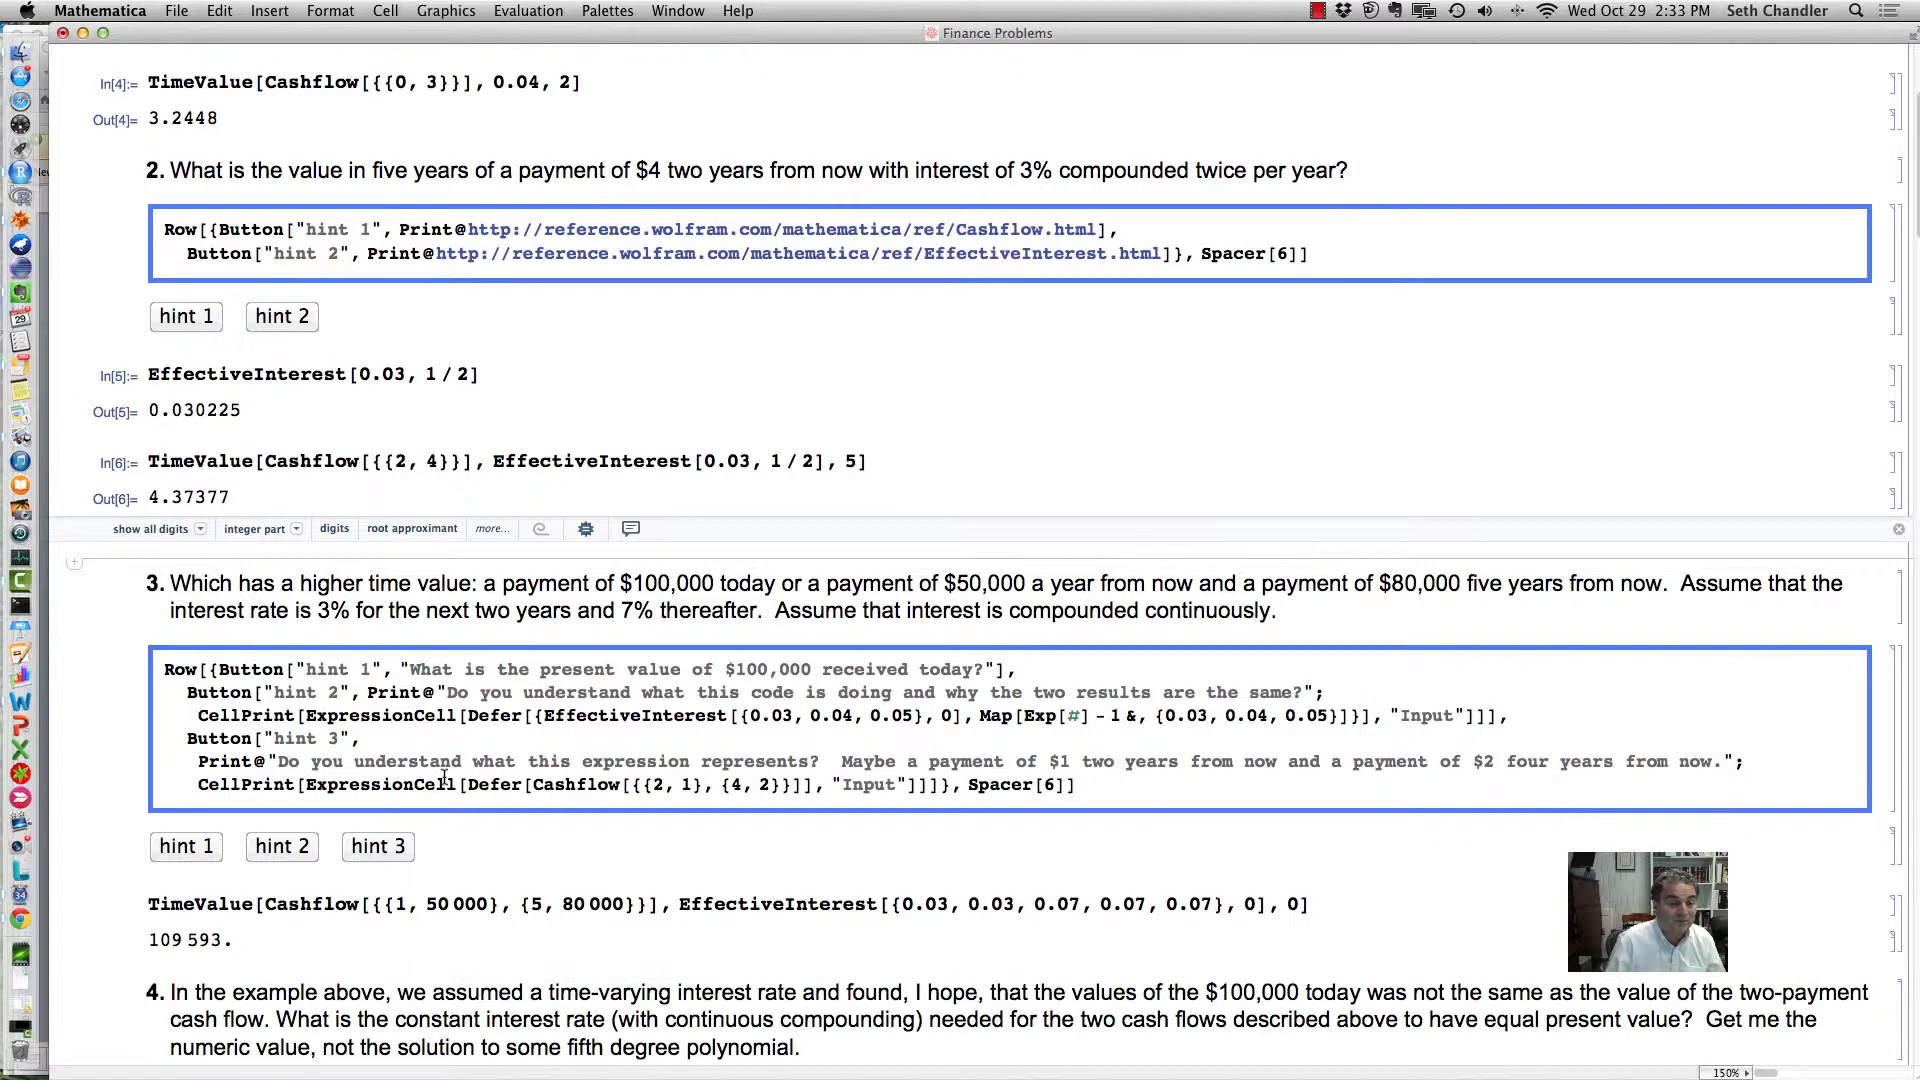 Mathematica File Edit Insert Format Cell Graphics Evaluation Palettes Window Help Wed Oct 29 2:33 PM Seth Chandler
Finance Problems
In[4]:= TimeValue[Cashflow[{{0, 3}}], 0.04, 2]
Out[4]= 3.2448
2. What is the value in five years of a payment of $4 two years from now with interest of 3% compounded twice per year?
Row[{Button["hint 1", Print@http://reference.wolfram.com/mathematica/ref/Cashflow.html],
Button["hint 2", Print@http://reference.wolfram.com/mathematica/ref/EffectiveInterest.html]}, Spacer[6]]
hint 1 hint 2
In[5]:= EffectiveInterest[0.03, 1/2]
Out[5]= 0.030225
In[6]:= TimeValue[Cashflow[{{2, 4}}], EffectiveInterest[0.03, 1/2], 5]
Out[6]= 4.37377
show all digits integer part digits root approximant more...
3. Which has a higher time value: a payment of $100,000 today or a payment of $50,000 a year from now and a payment of $80,000 five years from now. Assume that the
interest rate is 3% for the next two years and 7% thereafter. Assume that interest is compounded continuously.
Row[{Button["hint 1", "What is the present value of $100,000 received today?"],
Button["hint 2", Print@"Do you understand what this code is doing and why the two results are the same?";
CellPrint[ExpressionCell[Defer[{EffectiveInterest[{0.03, 0.04, 0.05}, 0], Map[Exp[#] - 1 &, {0.03, 0.04, 0.05}]}], "Input"]]],
Button["hint 3",
Print@"Do you understand what this expression represents? Maybe a payment of $1 two years from now and a payment of $2 four years from now.";
CellPrint[ExpressionCell[Defer[Cashflow[{{2, 1}, {4, 2}}]], "Input"]]]}, Spacer[6]]
hint 1 hint 2 hint 3
TimeValue[Cashflow[{{1, 50 000}, {5, 80 000}}], EffectiveInterest[{0.03, 0.03, 0.07, 0.07, 0.07}, 0], 0]
109 593.
4. In the example above, we assumed a time-varying interest rate and found, I hope, that the values of the $100,000 today was not the same as the value of the two-payment
cash flow. What is the constant interest rate (with continuous compounding) needed for the two cash flows described above to have equal present value? Get me the
numeric value, not the solution to some fifth degree polynomial.
150%